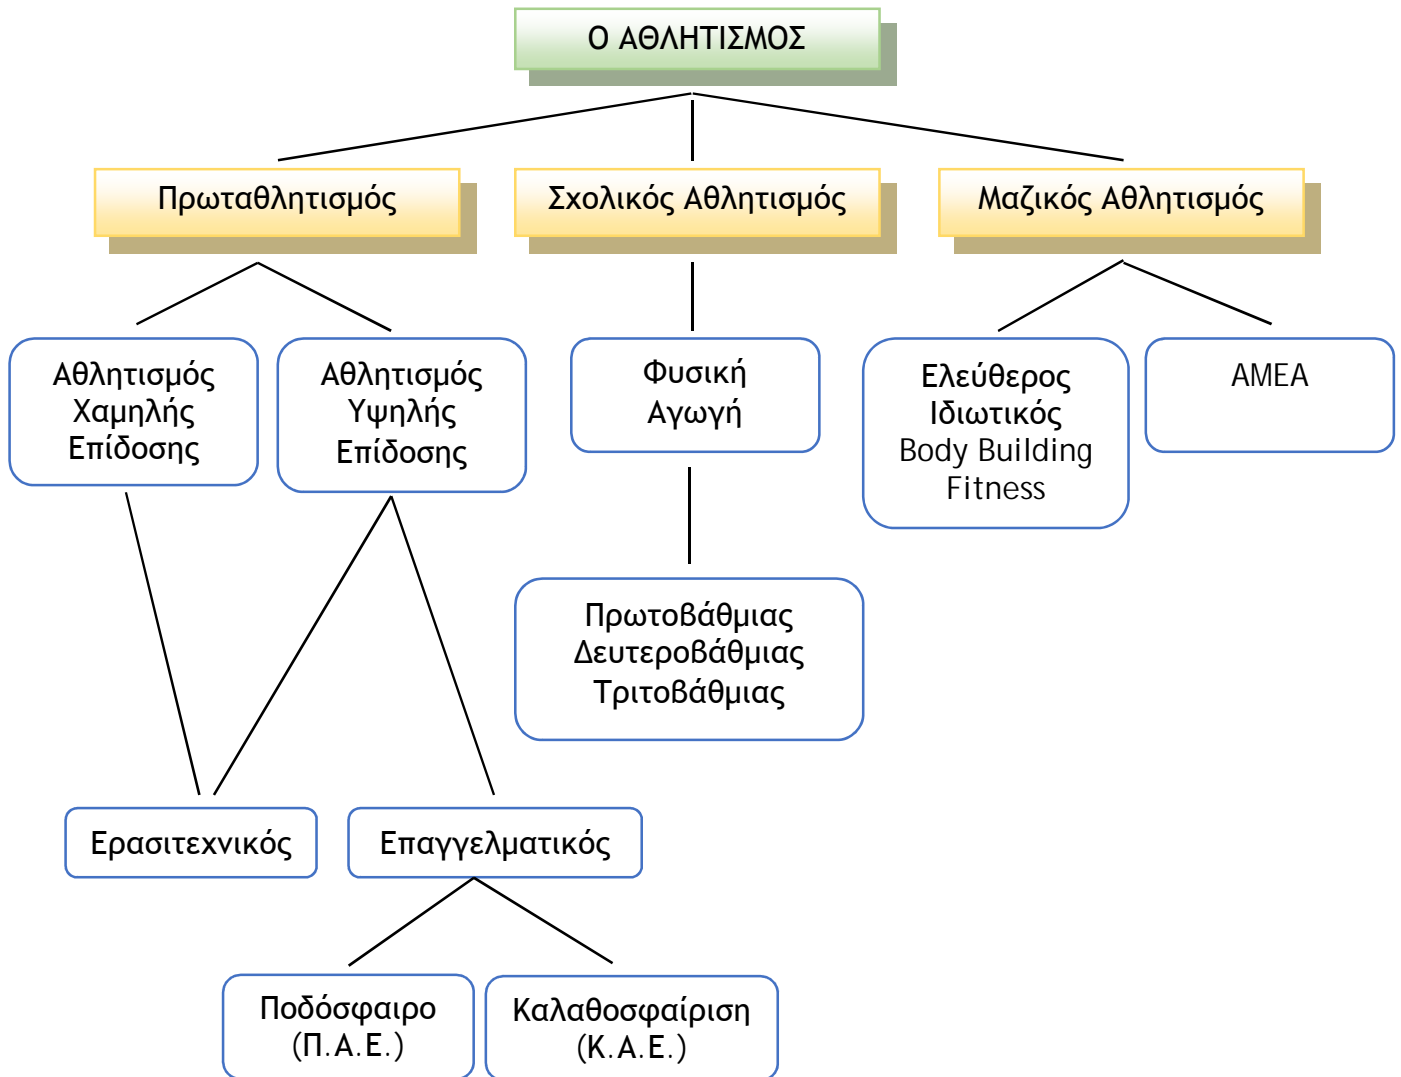 Ο ΑΘΛΗΤΙΣΜΟΣ
Πρωταθλητισμός
Σχολικός Αθλητισμός
Μαζικός Αθλητισμός
Αθλητισμός
Χαμηλής
Επίδοσης
Αθλητισμός
Υψηλής
Επίδοσης
Φυσική
Αγωγή
Ελεύθερος
Ιδιωτικός
Body Building
Fitness
ΑΜΕΑ
Πρωτοβάθμιας
Δευτεροβάθμιας
Τριτοβάθμιας
Ερασιτεχνικός
Επαγγελματικός
Ποδόσφαιρο
(Π.Α.Ε.)
Καλαθοσφαίριση
(Κ.Α.Ε.)